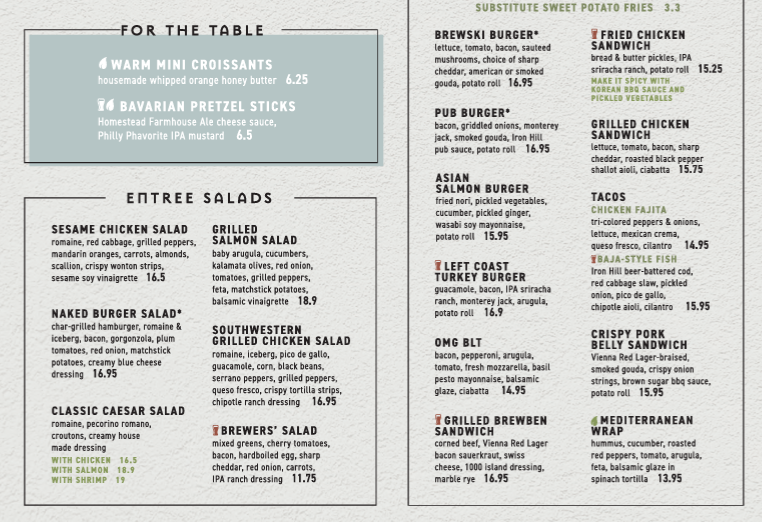 FOR THE TABLE
WARM MINI CROISSANTS
housemade whipped orange honey butter 6.25
BAVARIAN PRETZEL STICKS
Homestead Farmhouse Ale cheese sauce,
Philly Phavorite IPA mustard 6.5
ENTREE SALADS
SESAME CHICKEN SALAD
romaine, red cabbage, grilled peppers,
mandarin oranges, carrots, almonds,
scallion, crispy wonton strips,
sesame soy vinaigrette 16.5
NAKED BURGER SALAD*
char-grilled hamburger, romaine &
iceberg, bacon, gorgonzola, plum
tomatoes, red onion, matchstick
potatoes, creamy blue cheese
dressing 16.95
CLASSIC CAESAR SALAD
romaine, pecorino romano,
croutons, creamy house
made dressing
WITH CHICKEN 16.5
WITH SALMON 18.9
WITH SHRIMP 19
GRILLED
SALMON SALAD
baby arugula, cucumbers,
kalamata olives, red onion,
tomatoes, grilled peppers,
feta, matchstick potatoes,
balsamic vinaigrette 18.9
SOUTHWESTERN
GRILLED CHICKEN SALAD
romaine, iceberg, pico de gallo,
guacamole, corn, black beans,
serrano peppers, grilled peppers,
queso fresco, crispy tortilla strips,
chipotle ranch dressing 16.95
BREWERS' SALAD
mixed greens, cherry tomatoes,
bacon, hardboiled egg, sharp
cheddar, red onion, carrots,
IPA ranch dressing 11.75
SUBSTITUTE SWEET POTATO FRIES 3.3
BREWSKI BURGER*
lettuce, tomato, bacon, sauteed
mushrooms, choice of sharp
cheddar, american or smoked
gouda, potato roll 16.95
PUB BURGER*
bacon, griddled onions, monterey
jack, smoked gouda, Iron Hill
pub sauce, potato roll 16.95
ASIAN
SALMON BURGER
fried nori, pickled vegetables,
cucumber, pickled ginger,
wasabi soy mayonnaise,
potato roll 15.95
LEFT COAST
TURKEY BURGER
guacamole, bacon, IPA sriracha
ranch, monterey jack, arugula,
potato roll 16.9
OMG BLT
bacon, pepperoni, arugula,
tomato, fresh mozzarella, basil
pesto mayonnaise, balsamic
glaze, ciabatta 14.95
GRILLED BREWBEN
SANDWICH
corned beef, Vienna Red Lager
bacon sauerkraut, swiss
cheese, 1000 island dressing,
marble rye 16.95
FRIED CHICKEN
SANDWICH
bread & butter pickles, IPA
sriracha ranch, potato roll 15.25
MAKE IT SPICY WITH
KOREAN BBQ SAUCE AND
PICKLED VEGETABLES
GRILLED CHICKEN
SANDWICH
lettuce, tomato, bacon, sharp
cheddar, roasted black pepper
shallot aioli, ciabatta 15.75
TACOS
CHICKEN FAJITA
tri-colored peppers & onions,
lettuce, mexican crema,
queso fresco, cilantro 14.95
BAJA-STYLE FISH
Iron Hill beer-battered cod,
red cabbage slaw, pickled
onion, pico de gallo,
chipotle aioli, cilantro 15.95
CRISPY PORK
BELLY SANDWICH
Vienna Red Lager-braised,
smoked gouda, crispy onion
strings, brown sugar bbq sauce,
potato roll 15.95
MEDITERRANEAN
WRAP
hummus, cucumber, roasted
red peppers, tomato, arugula,
feta, balsamic glaze in
spinach tortilla 13.95